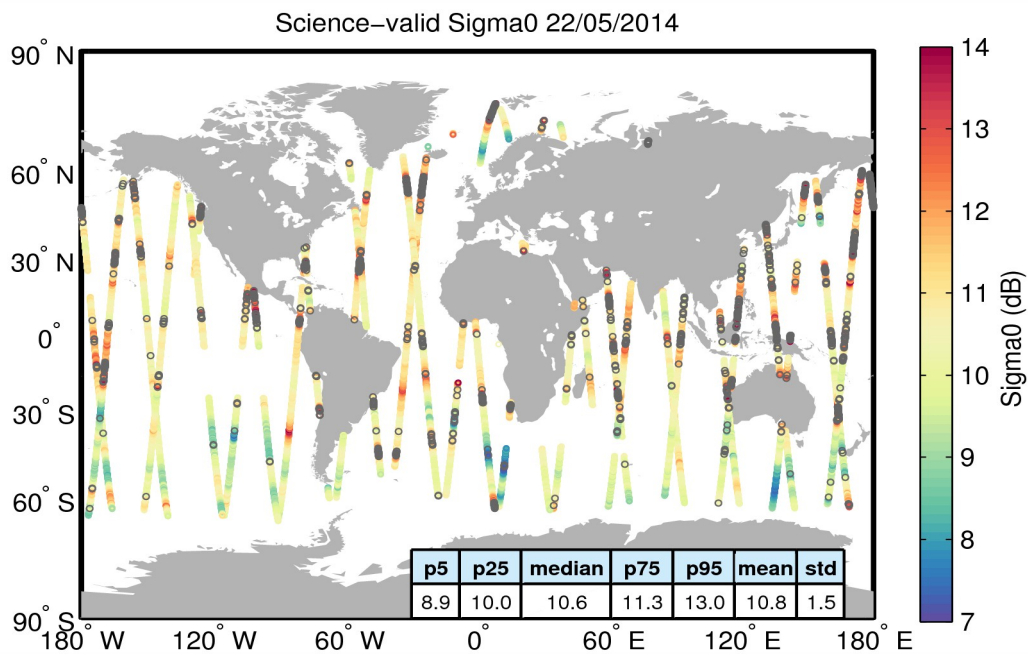 Science−valid Sigma0 22/05/2014
90° N
60° N
30° N
0°
30° S
60° S
90° S
180° W
120° W
60° W
0°
60° E
120° E
180° E
p5 p25 median p75 p95 mean std
8.9 10.0 10.6 11.3 13.0 10.8 1.5
14
13
12
11
10
9
8
7
Sigma0 (dB)